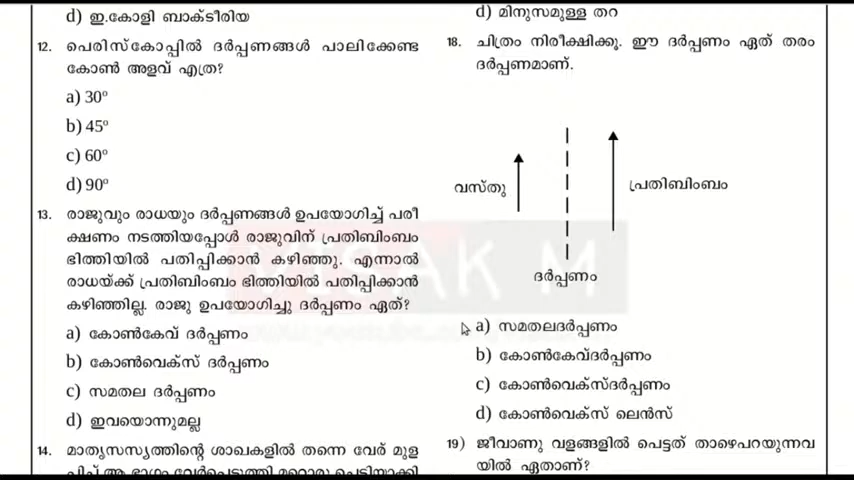 d) ഇ.കോളി ബാക്ടീരിയ
12. പെരിസ്കോപ്പിൽ ദർപ്പണങ്ങൾ പാലിക്കേണ്ട
കോൺ അളവ് എത്ര?
a) 30°
b) 45°
c) 60°
d) 90°
13. രാജുവും രാധയും ദർപ്പണങ്ങൾ ഉപയോഗിച്ച് പരീ
ക്ഷണം നടത്തിയപ്പോൾ രാജുവിന് പ്രതിബിംബം
ഭിത്തിയിൽ പതിപ്പിക്കാൻ കഴിഞ്ഞു. എന്നാൽ
രാധയ്ക്ക് പ്രതിബിംബം ഭിത്തിയിൽ പതിപ്പിക്കാൻ
കഴിഞ്ഞില്ല. രാജു ഉപയോഗിച്ചു ദർപ്പണം ഏത്?
a) കോൺകേവ് ദർപ്പണം
b) കോൺവെക്സ് ദർപ്പണം
c) സമതല ദർപ്പണം
d) ഇവയൊന്നുമല്ല
14. മാതൃസസ്യത്തിന്റെ ശാഖകളിൽ തന്നെ വേര് മുള
പ്പിച്ച് ആ ഭാഗം വേർപെടുത്തി മറ്റൊരു ചെടിയാക്കി
d) മിനുസമുള്ള തറ
18. ചിത്രം നിരീക്ഷിക്കൂ. ഈ ദർപ്പണം ഏത് തരം
ദർപ്പണമാണ്.
വസ്തു
പ്രതിബിംബം
ദർപ്പണം
a) സമതലദർപ്പണം
b) കോൺകേവ്ദർപ്പണം
c) കോൺവെക്സ്ദർപ്പണം
d) കോൺവെക്സ് ലെൻസ്
19) ജീവാണു വളങ്ങളിൽ പെട്ടത് താഴെപറയുന്നവ
യിൽ ഏതാണ്?
MISAK M